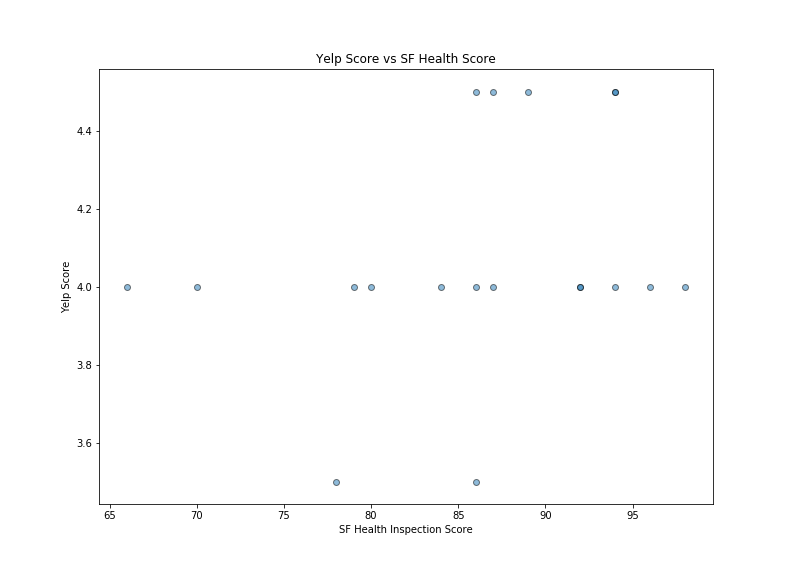 Yelp Score vs SF Health Score
4.4
4.2
4.0
3.8
3.6
Yelp Score
65 70 75 80 85 90 95
SF Health Inspection Score